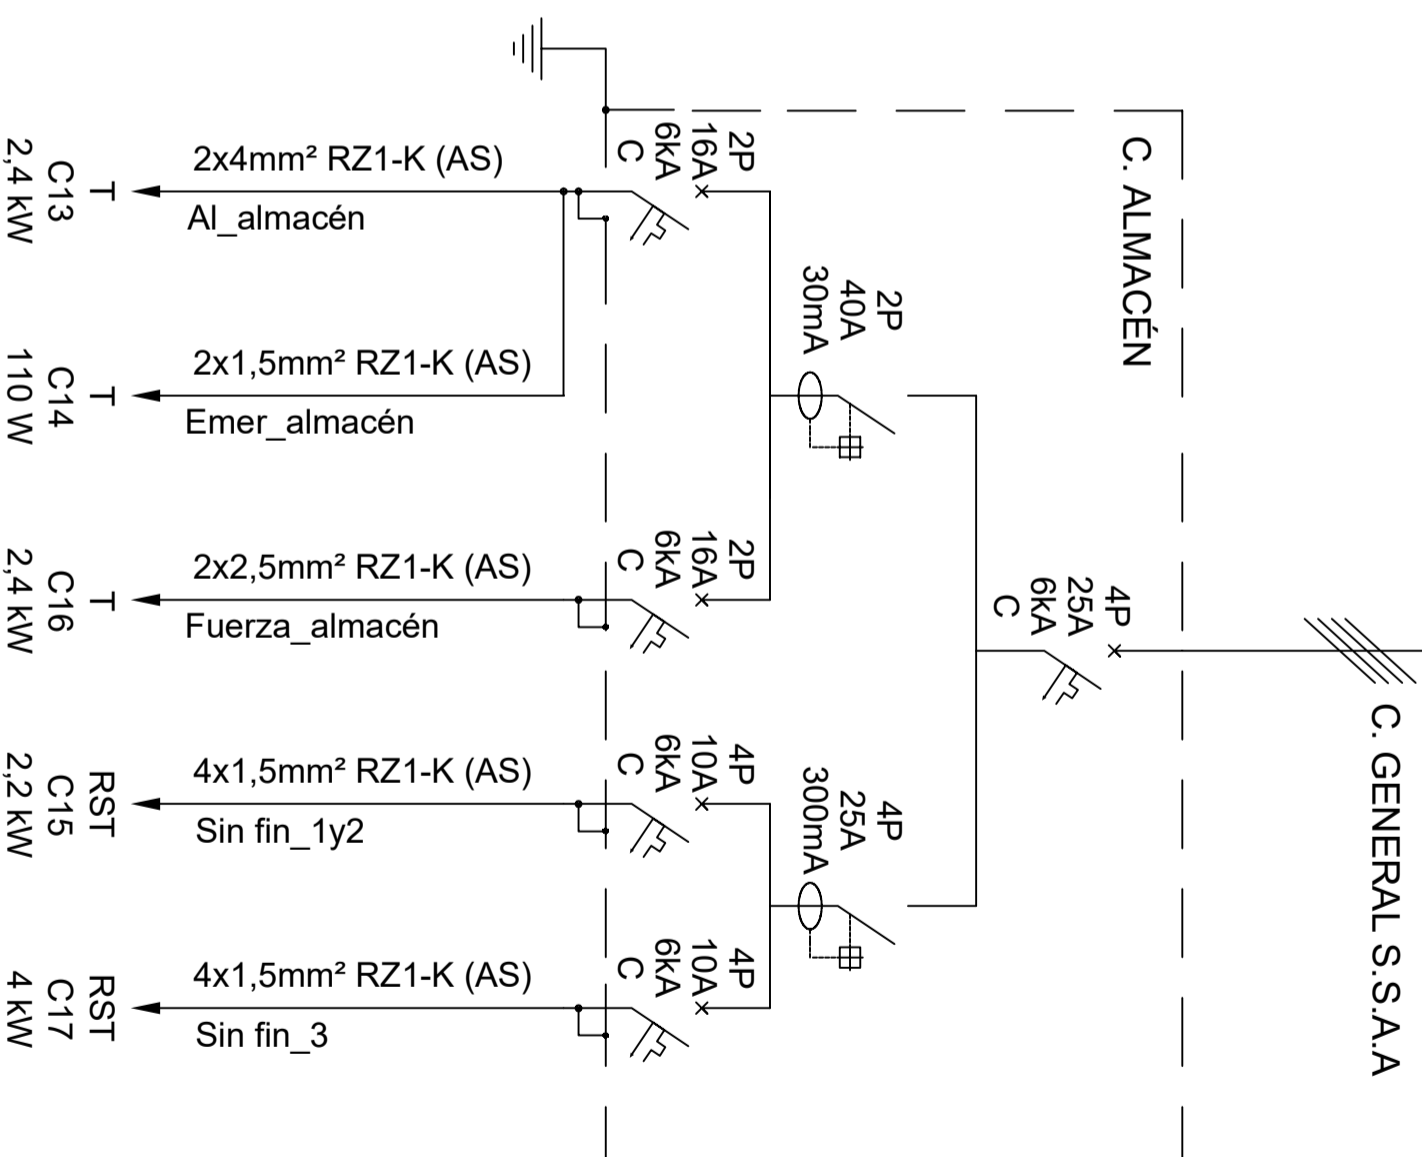 C. GENERAL S.S.A.A
C. ALMACÉN
4P
25A
6kA
C
2P
40A
30mA
4P
25A
300mA
2P
16A
6kA
C
2P
16A
6kA
C
4P
10A
6kA
C
4P
10A
6kA
C
2x4mm² RZ1-K (AS)
Al_almacén
2x1,5mm² RZ1-K (AS)
Emer_almacén
2x2,5mm² RZ1-K (AS)
Fuerza_almacén
4x1,5mm² RZ1-K (AS)
Sin fin_1y2
4x1,5mm² RZ1-K (AS)
Sin fin_3
T
C13
2,4 kW
T
C14
110 W
T
C16
2,4 kW
RST
C15
2,2 kW
RST
C17
4 kW